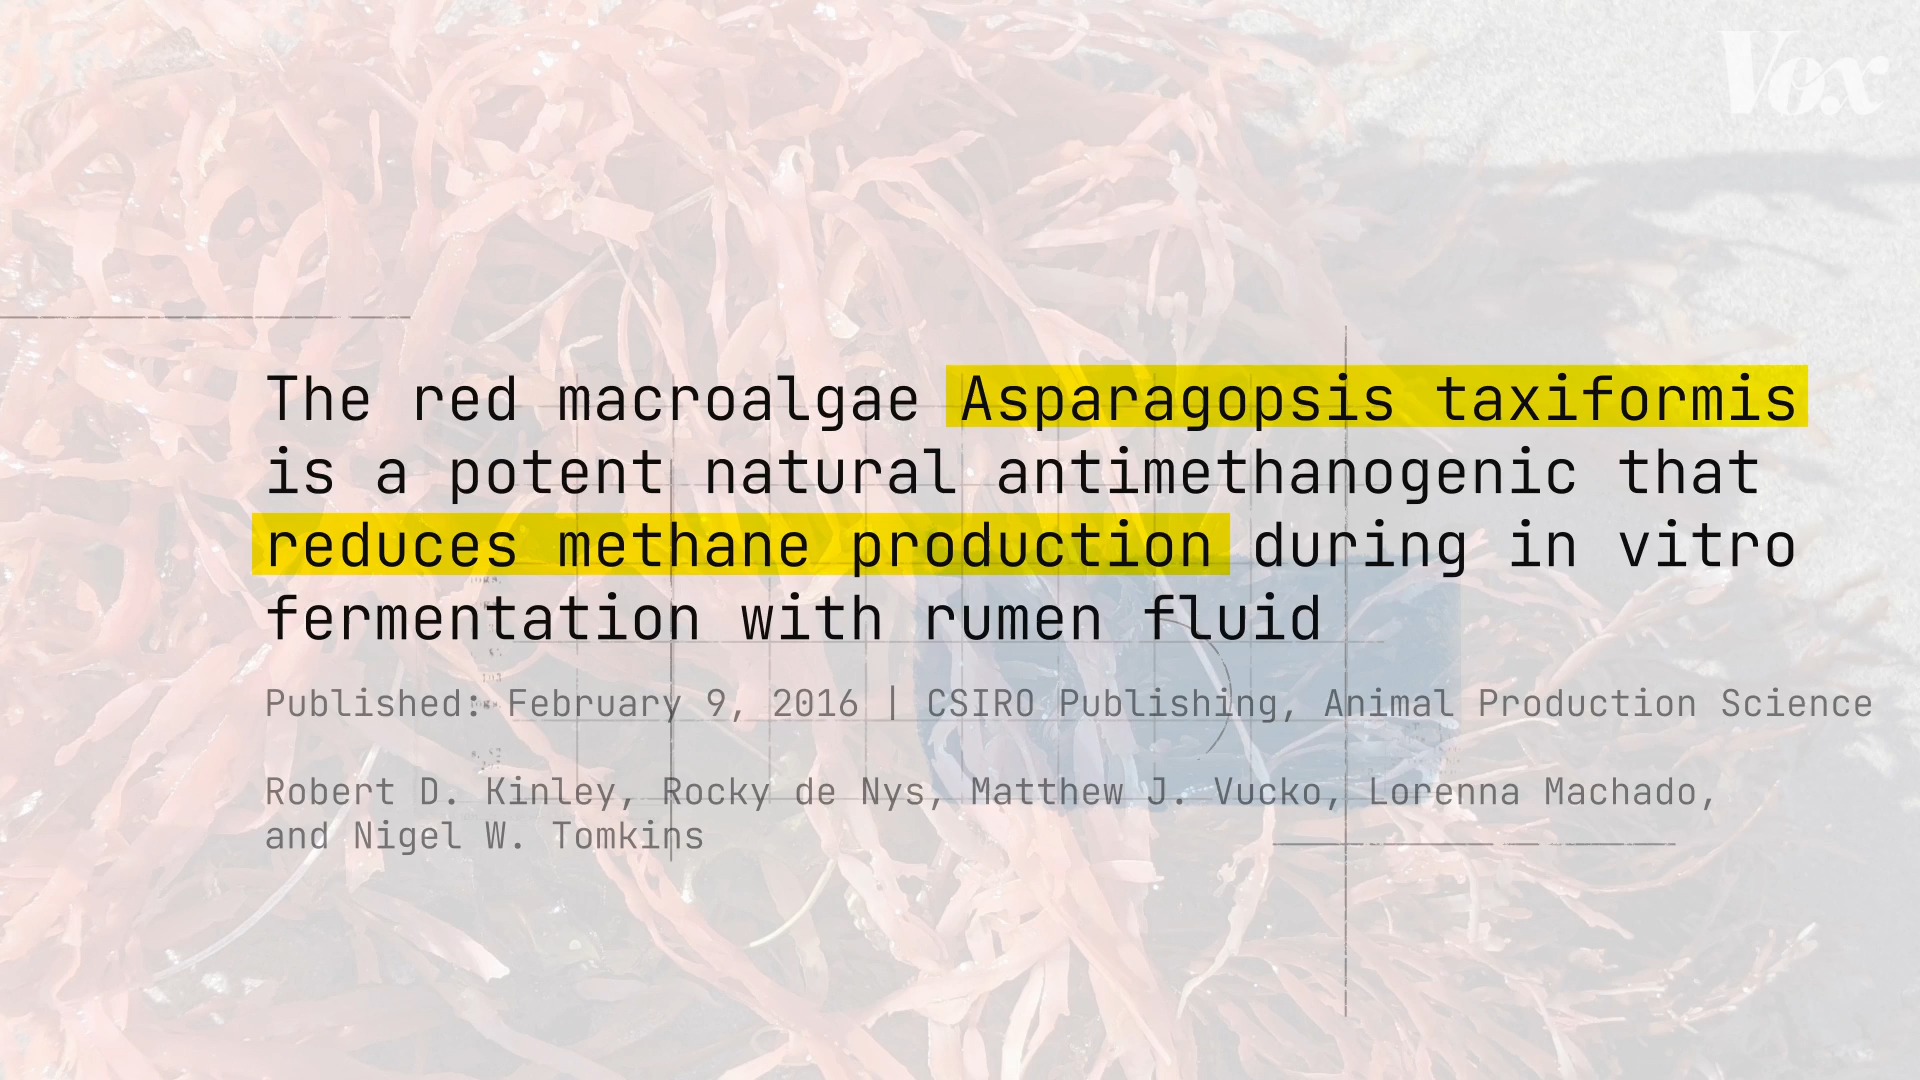 Vox
The red macroalgae Asparagopsis taxiformis
is a potent natural antimethanogenic that
reduces methane production during in vitro
fermentation with rumen fluid
Published: February 9, 2016 | CSIRO Publishing, Animal Production Science
Robert D. Kinley, Rocky de Nys, Matthew J. Vucko, Lorenna Machado,
and Nigel W. Tomkins